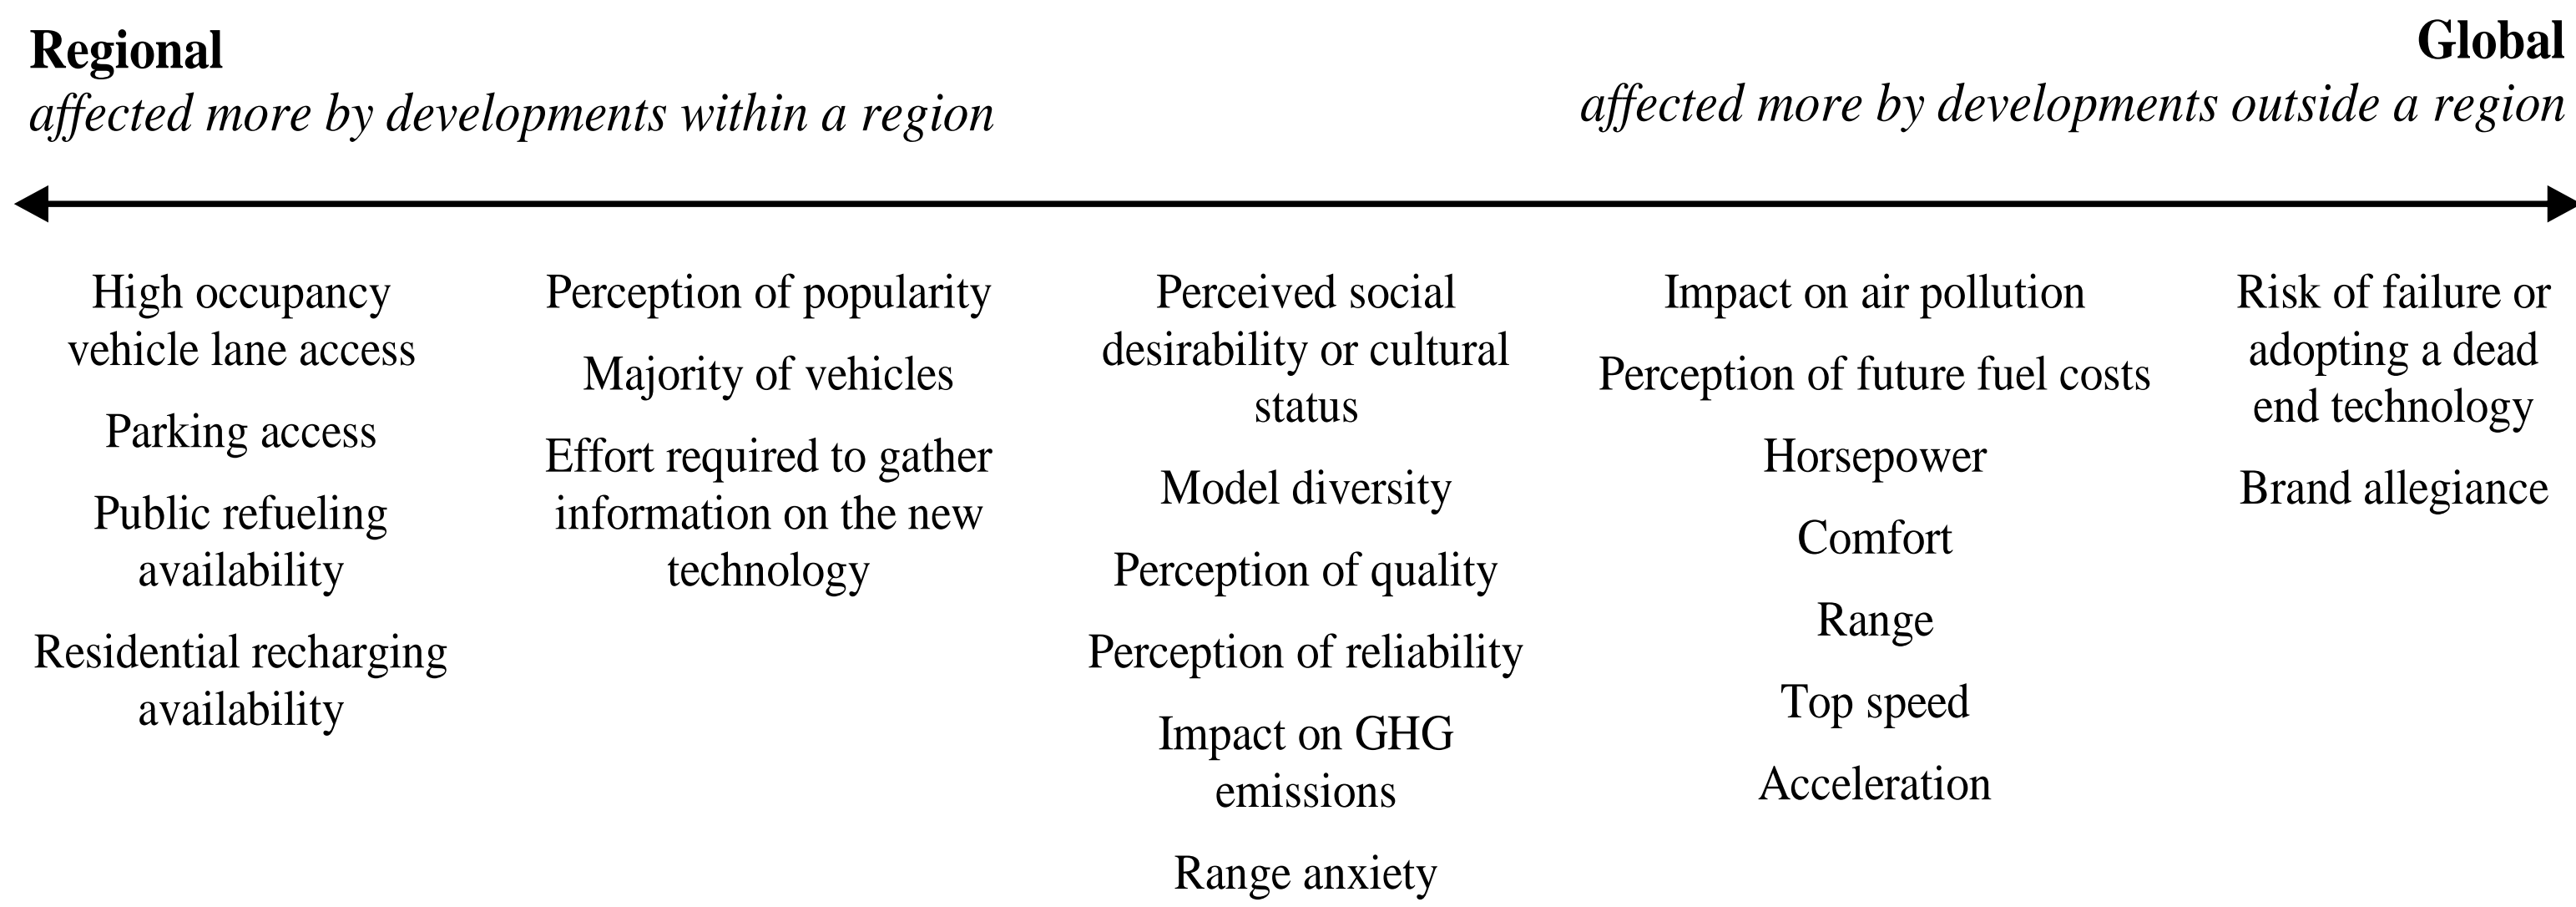 Regional
affected more by developments within a region
Global
affected more by developments outside a region
High occupancy
vehicle lane access
Parking access
Public refueling
availability
Residential recharging
availability
Perception of popularity
Majority of vehicles
Effort required to gather
information on the new
technology
Perceived social
desirability or cultural
status
Model diversity
Perception of quality
Perception of reliability
Impact on GHG
emissions
Range anxiety
Impact on air pollution
Perception of future fuel costs
Horsepower
Comfort
Range
Top speed
Acceleration
Risk of failure or
adopting a dead
end technology
Brand allegiance